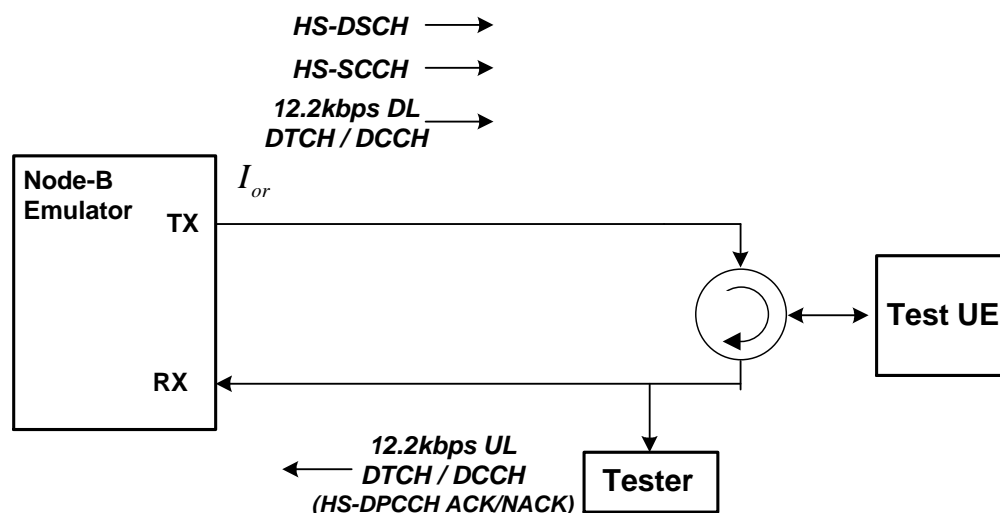 HS-DSCH
HS-SCCH
12.2kbps DL
DTCH / DCCH
Node-B
Emulator
I_or
TX
Test UE
RX
12.2kbps UL
DTCH / DCCH
(HS-DPCCH ACK/NACK)
Tester